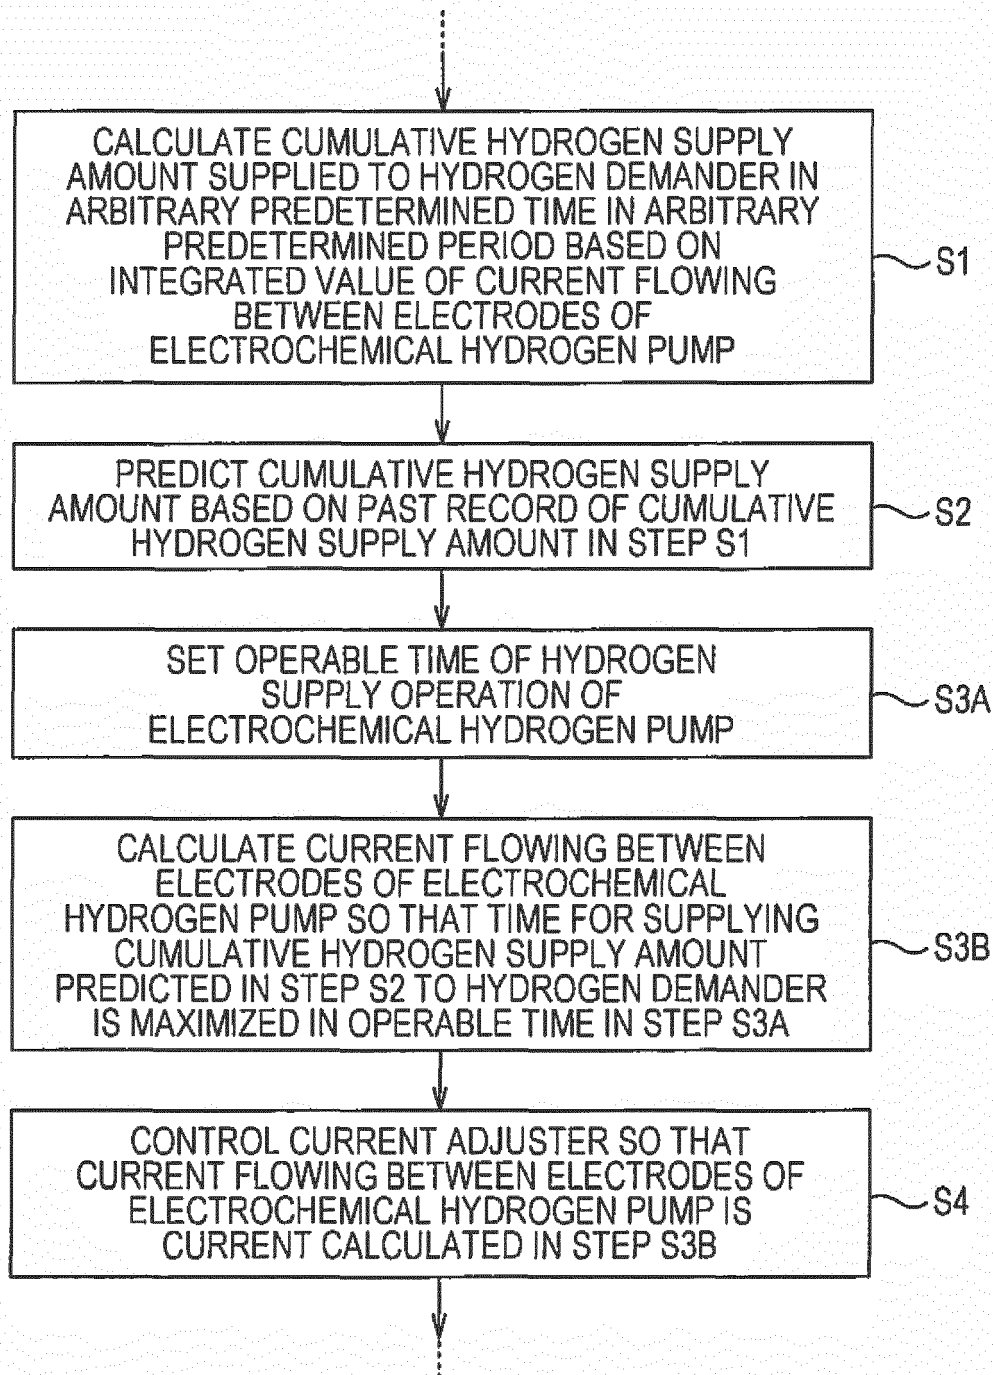 CALCULATE CUMULATIVE HYDROGEN SUPPLY
AMOUNT SUPPLIED TO HYDROGEN DEMANDER IN
ARBITRARY PREDETERMINED TIME IN ARBITRARY
PREDETERMINED PERIOD BASED ON
INTEGRATED VALUE OF CURRENT FLOWING
BETWEEN ELECTRODES OF
ELECTROCHEMICAL HYDROGEN PUMP
S1
PREDICT CUMULATIVE HYDROGEN SUPPLY
AMOUNT BASED ON PAST RECORD OF CUMULATIVE
HYDROGEN SUPPLY AMOUNT IN STEP S1
S2
SET OPERABLE TIME OF HYDROGEN
SUPPLY OPERATION OF
ELECTROCHEMICAL HYDROGEN PUMP
S3A
CALCULATE CURRENT FLOWING BETWEEN
ELECTRODES OF ELECTROCHEMICAL
HYDROGEN PUMP SO THAT TIME FOR SUPPLYING
CUMULATIVE HYDROGEN SUPPLY AMOUNT
PREDICTED IN STEP S2 TO HYDROGEN DEMANDER
IS MAXIMIZED IN OPERABLE TIME IN STEP S3A
S3B
CONTROL CURRENT ADJUSTER SO THAT
CURRENT FLOWING BETWEEN ELECTRODES OF
ELECTROCHEMICAL HYDROGEN PUMP IS
CURRENT CALCULATED IN STEP S3B
S4